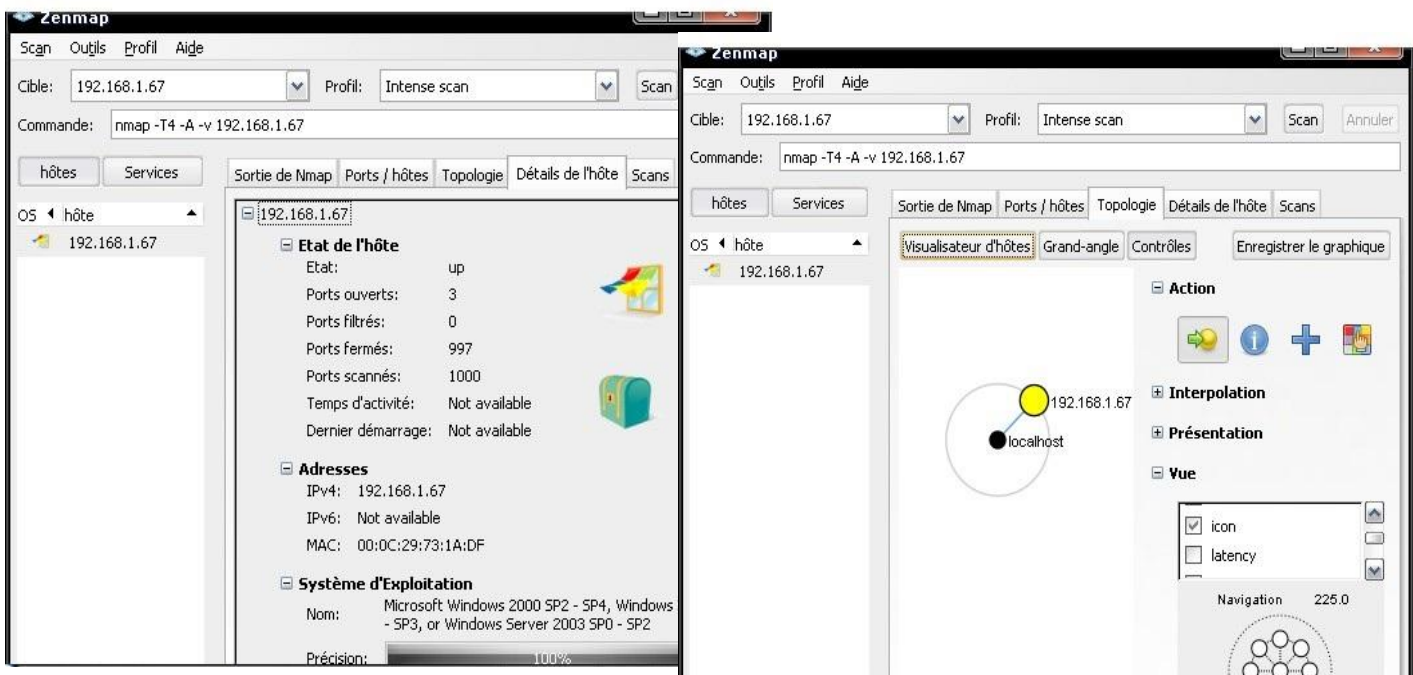 Zenmap
Scan Outils Profil Aide
Cible: 192.168.1.67 Profil: Intense scan Scan
Commande: nmap -T4 -A -v 192.168.1.67
hôtes Services
Sortie de Nmap Ports / hôtes Topologie Détails de l'hôte Scans
OS hôte
192.168.1.67
192.168.1.67
Etat de l'hôte
Etat: up
Ports ouverts: 3
Ports filtrés: 0
Ports fermés: 997
Ports scannés: 1000
Temps d'activité: Not available
Dernier démarrage: Not available
Adresses
IPv4: 192.168.1.67
IPv6: Not available
MAC: 00:0C:29:73:1A:DF
Système d'Exploitation
Nom: Microsoft Windows 2000 SP2 - SP4, Windows
- SP3, or Windows Server 2003 SP0 - SP2
Précision: 100%
Zenmap
Scan Outils Profil Aide
Cible: 192.168.1.67 Profil: Intense scan Scan Annuler
Commande: nmap -T4 -A -v 192.168.1.67
hôtes Services
Sortie de Nmap Ports / hôtes Topologie Détails de l'hôte Scans
OS hôte
192.168.1.67
Visualisateur d'hôtes Grand-angle Contrôles Enregistrer le graphique
Action
192.168.1.67
localhost
Interpolation
Présentation
Vue
icon
latency
Navigation 225.0